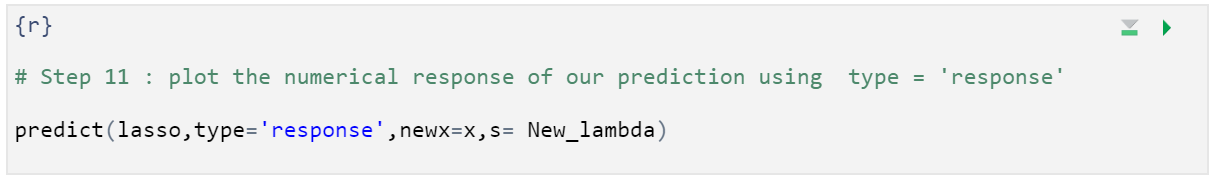 {r}
# Step 11 : plot the numerical response of our prediction using  type = 'response'
predict(lasso,type='response',newx=x,s= New_lambda)